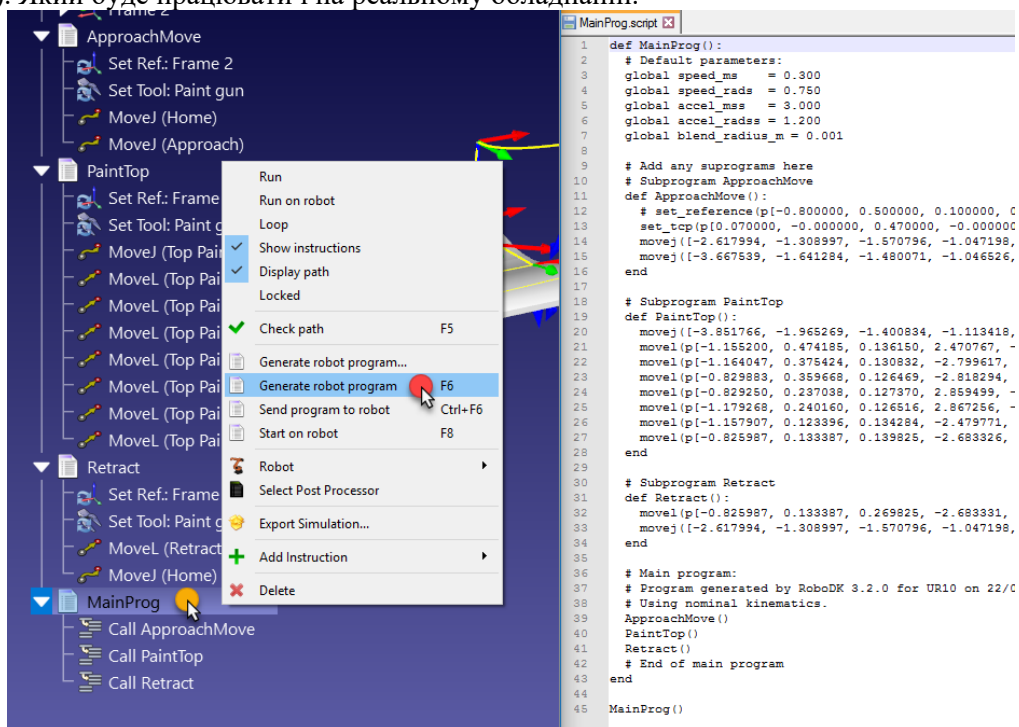 Який буде працювати і на реальному обладнанні.
Frame 2
ApproachMove
Set Ref.: Frame 2
Set Tool: Paint gun
MoveJ (Home)
MoveJ (Approach)
PaintTop
Set Ref.: Frame
Set Tool: Paint g
MoveJ (Top Pai
MoveL (Top Pai
MoveL (Top Pai
MoveL (Top Pai
MoveL (Top Pai
MoveL (Top Pai
MoveL (Top Pai
MoveL (Top Pai
Retract
Set Ref.: Frame
Set Tool: Paint g
MoveL (Retract
MoveJ (Home)
MainProg
Call ApproachMove
Call PaintTop
Call Retract
Run
Run on robot
Loop
Show instructions
Display path
Locked
Check path F5
Generate robot program...
Generate robot program F6
Send program to robot Ctrl+F6
Start on robot F8
Robot
Select Post Processor
Export Simulation...
Add Instruction
Delete
MainProg.script
1 def MainProg():
2 # Default parameters:
3 global speed_ms = 0.300
4 global speed_rads = 0.750
5 global accel_mss = 3.000
6 global accel_radss = 1.200
7 global blend_radius_m = 0.001
8
9 # Add any suprograms here
10 # Subprogram ApproachMove
11 def ApproachMove():
12 # set_reference(p[-0.800000, 0.500000, 0.100000, 0
13 set_tcp(p[0.070000, -0.000000, 0.470000, -0.000000
14 movej([-2.617994, -1.308997, -1.570796, -1.047198,
15 movej([-3.667539, -1.641284, -1.480071, -1.046526,
16 end
17
18 # Subprogram PaintTop
19 def PaintTop():
20 movej([-3.851766, -1.965269, -1.400834, -1.113418,
21 movel(p[-1.155200, 0.474185, 0.136150, 2.470767, -
22 movel(p[-1.164047, 0.375424, 0.130832, -2.799617,
23 movel(p[-0.829883, 0.359668, 0.126469, -2.818294,
24 movel(p[-0.829250, 0.237038, 0.127370, 2.859499, -
25 movel(p[-1.179268, 0.240160, 0.126516, 2.867256, -
26 movel(p[-1.157907, 0.123396, 0.134284, -2.479771,
27 movel(p[-0.825987, 0.133387, 0.139825, -2.683326,
28 end
29
30 # Subprogram Retract
31 def Retract():
32 movel(p[-0.825987, 0.133387, 0.269825, -2.683331,
33 movej([-2.617994, -1.308997, -1.570796, -1.047198,
34 end
35
36 # Main program:
37 # Program generated by RoboDK 3.2.0 for UR10 on 22/0
38 # Using nominal kinematics.
39 ApproachMove()
40 PaintTop()
41 Retract()
42 # End of main program
43 end
44
45 MainProg()